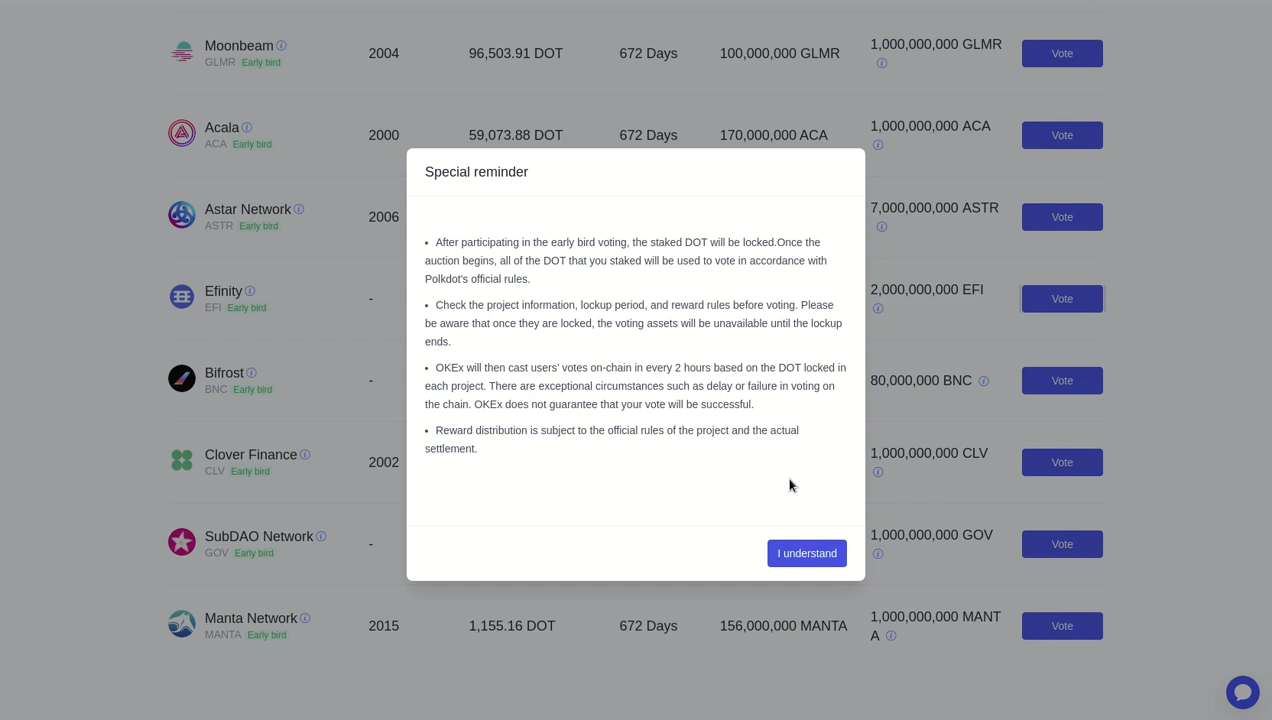 Moonbeam
GLMR Early bird
2004
96,503.91 DOT
672 Days
100,000,000 GLMR
1,000,000,000 GLMR
Vote
Acala
ACA Early bird
2000
59,073.88 DOT
672 Days
170,000,000 ACA
1,000,000,000 ACA
Vote
Astar Network
ASTR Early bird
2006
7,000,000,000 ASTR
Vote
Efinity
EFI Early bird
-
2,000,000,000 EFI
Vote
Bifrost
BNC Early bird
-
80,000,000 BNC
Vote
Clover Finance
CLV Early bird
2002
1,000,000,000 CLV
Vote
SubDAO Network
GOV Early bird
-
1,000,000,000 GOV
Vote
Manta Network
MANTA Early bird
2015
1,155.16 DOT
672 Days
156,000,000 MANTA
1,000,000,000 MANT
A
Vote
Special reminder
• After participating in the early bird voting, the staked DOT will be locked.Once the
auction begins, all of the DOT that you staked will be used to vote in accordance with
Polkdot's official rules.
• Check the project information, lockup period, and reward rules before voting. Please
be aware that once they are locked, the voting assets will be unavailable until the lockup
ends.
• OKEx will then cast users' votes on-chain in every 2 hours based on the DOT locked in
each project. There are exceptional circumstances such as delay or failure in voting on
the chain. OKEx does not guarantee that your vote will be successful.
• Reward distribution is subject to the official rules of the project and the actual
settlement.
I understand